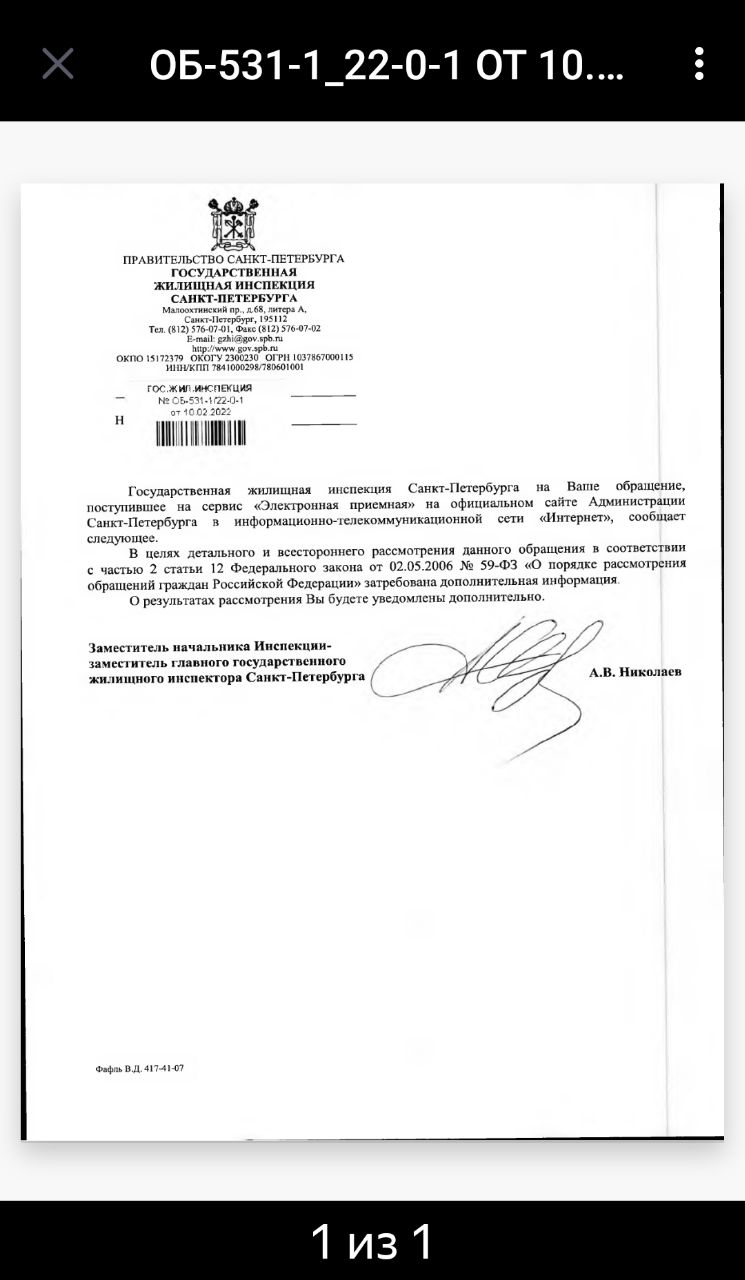 ОБ-531-1_22-0-1 ОТ 10....
ПРАВИТЕЛЬСТВО САНКТ-ПЕТЕРБУРГА
ГОСУДАРСТВЕННАЯ
ЖИЛИЩНАЯ ИНСПЕКЦИЯ
САНКТ-ПЕТЕРБУРГА
Малоохтинский пр., д.68, литера А,
Санкт-Петербург, 195112
Тел. (812) 576-07-01, Факс (812) 576-07-02
E-mail: gzhi@gov.spb.ru
http://www.gov.spb.ru
ОКПО 15172379 ОКОГУ 2300230 ОГРН 1037867000115
ИНН/КПП 7841000298/780601001
ГОС.ЖИЛ.ИНСПЕКЦИЯ
№ ОБ-531-1/22-0-1
от 10.02.2022
Н
Государственная жилищная инспекция Санкт-Петербурга на Ваше обращение,
поступившее на сервис «Электронная приемная» на официальном сайте Администрации
Санкт-Петербурга в информационно-телекоммуникационной сети «Интернет», сообщает
следующее.
В целях детального и всестороннего рассмотрения данного обращения в соответствии
с частью 2 статьи 12 Федерального закона от 02.05.2006 № 59-ФЗ «О порядке рассмотрения
обращений граждан Российской Федерации» затребована дополнительная информация.
О результатах рассмотрения Вы будете уведомлены дополнительно.
Заместитель начальника Инспекции-
заместитель главного государственного
жилищного инспектора Санкт-Петербурга
А.В. Николаев
Фафль В.Д. 417-41-07
1 из 1